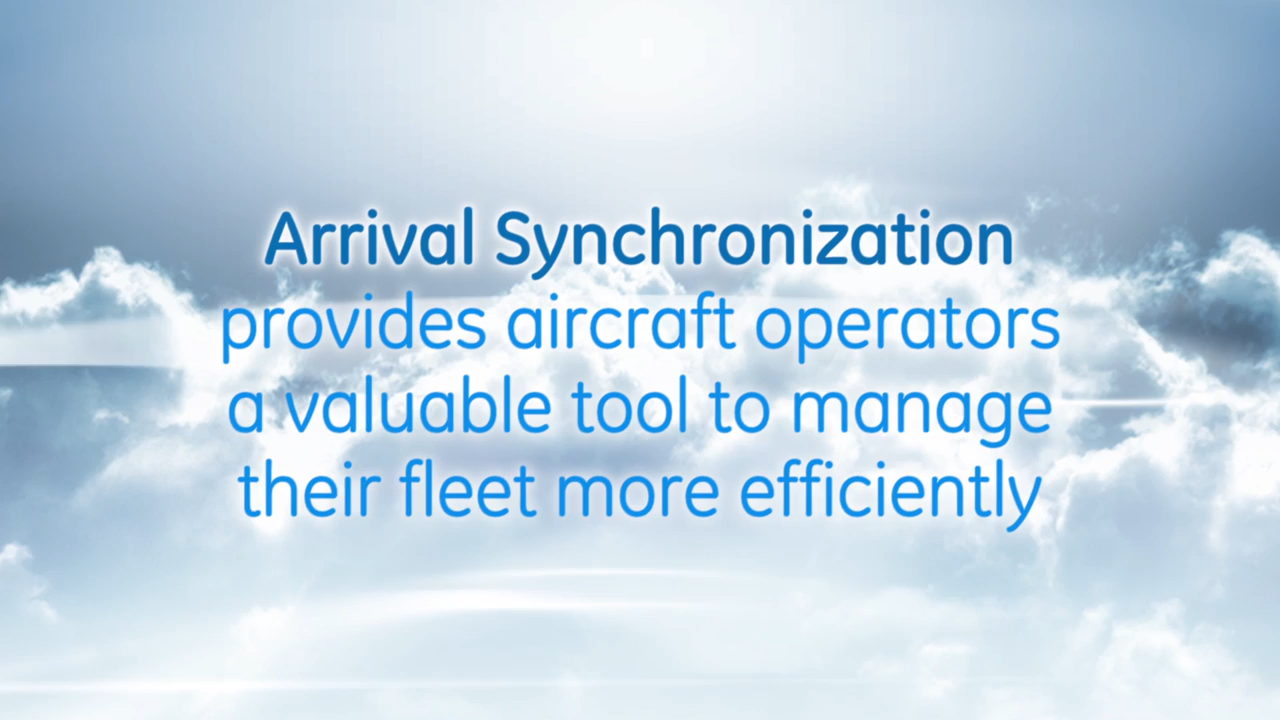 Arrival Synchronization
provides aircraft operators
a valuable tool to manage
their fleet more efficiently